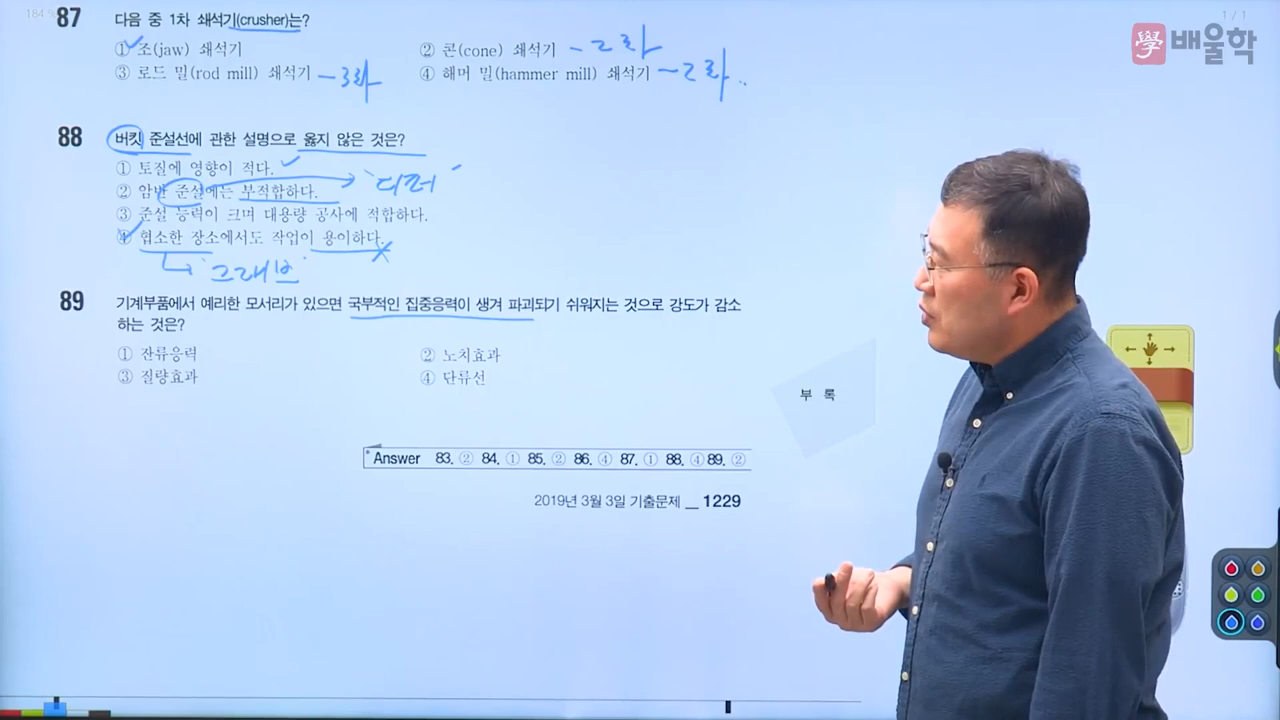 184 %
1 / 1
學 배울학
87 다음 중 1차 쇄석기(crusher)는?
① 조(jaw) 쇄석기 ② 콘(cone) 쇄석기 - 2차
③ 로드 밀(rod mill) 쇄석기 - 3차 ④ 해머 밀(hammer mill) 쇄석기 - 2차
88 버킷 준설선에 관한 설명으로 옳지 않은 것은?
① 토질에 영향이 적다.
② 암반 준설에는 부적합하다. "디퍼"
③ 준설 능력이 크며 대용량 공사에 적합하다.
④ 협소한 장소에서도 작업이 용이하다.
"그래브"
89 기계부품에서 예리한 모서리가 있으면 국부적인 집중응력이 생겨 파괴되기 쉬워지는 것으로 강도가 감소
하는 것은?
① 잔류응력 ② 노치효과
③ 질량효과 ④ 단류선
부 록
* Answer 83. ② 84. ① 85. ② 86. ④ 87. ① 88. ④ 89. ②
2019년 3월 3일 기출문제 _ 1229